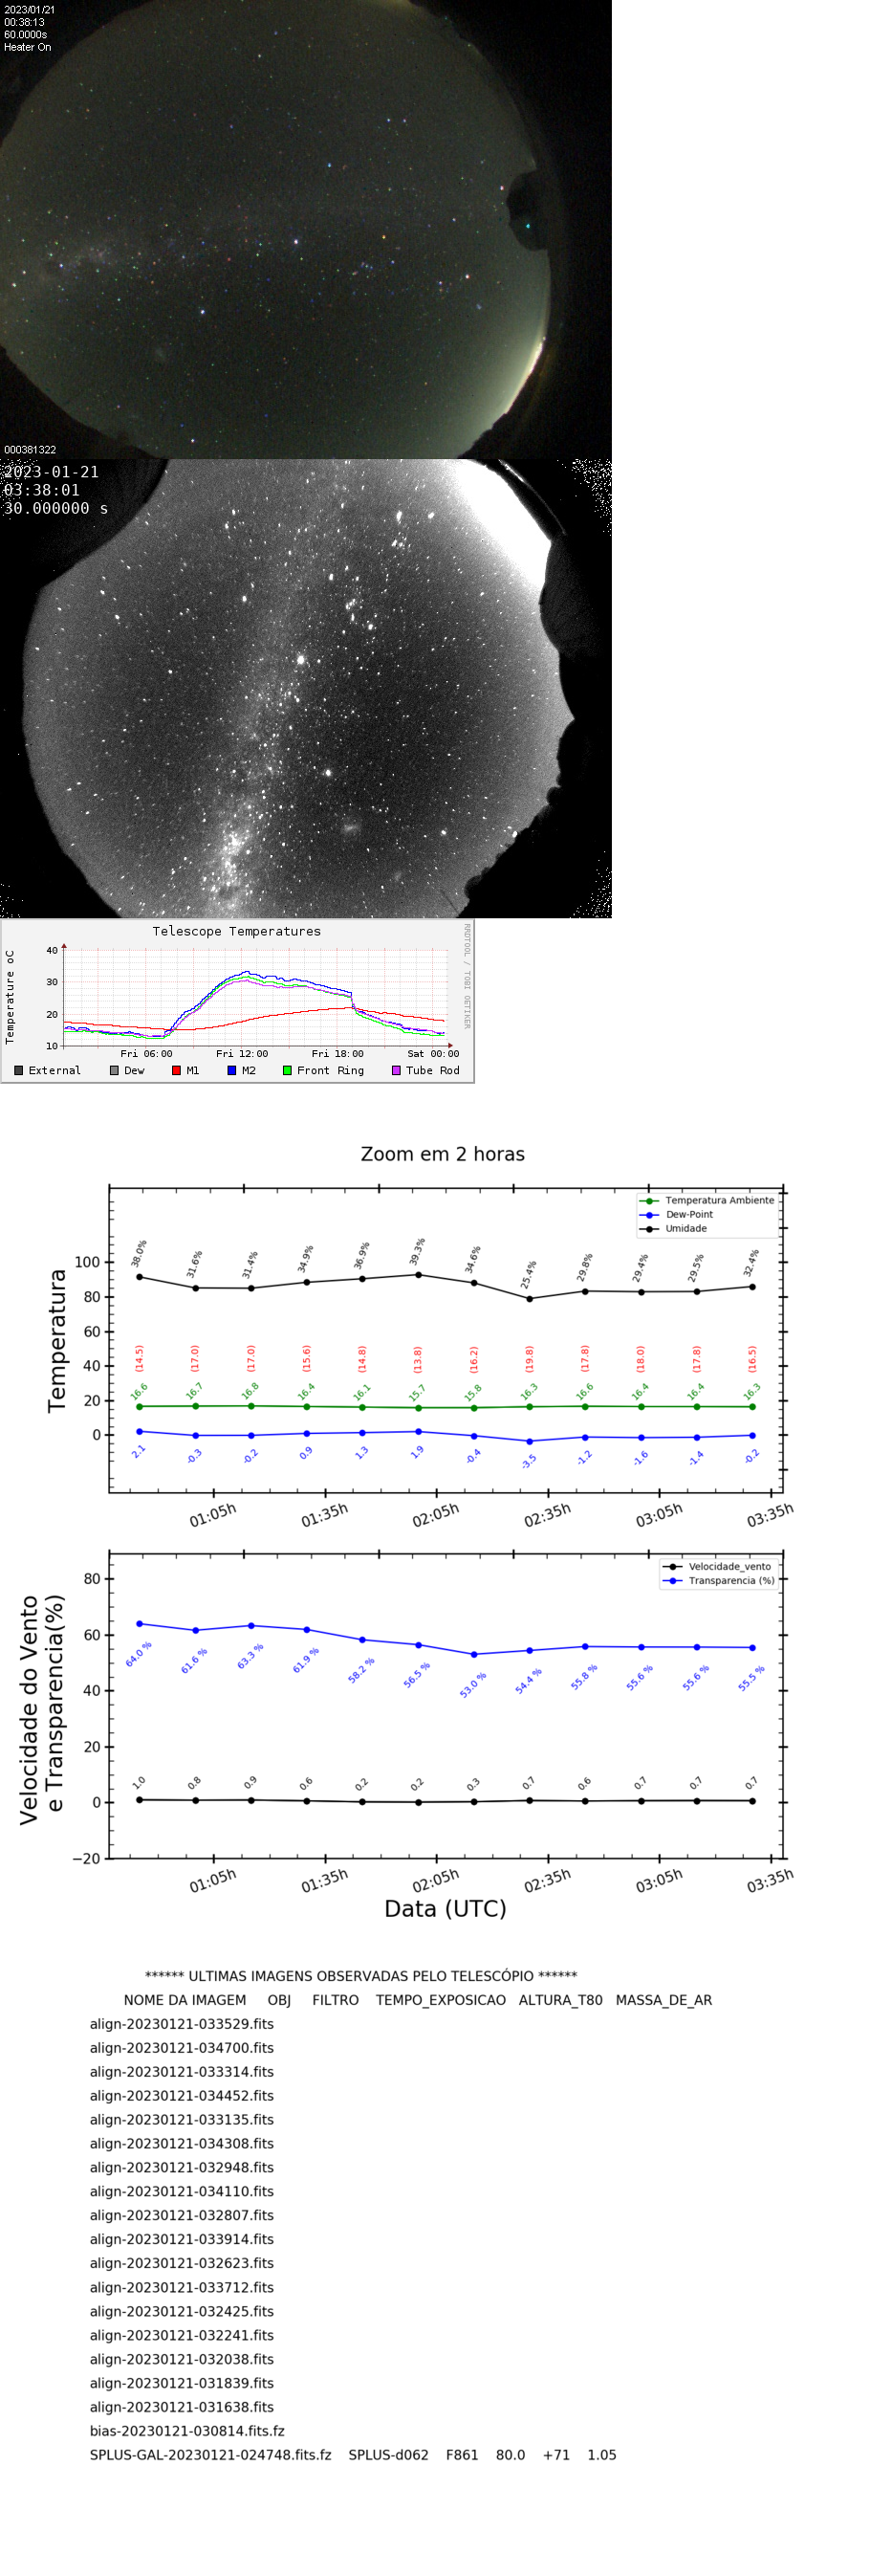 2023/01/21
00:38:13
60.0000s
Heater On
000381322
2023-01-21
03:38:01
30.000000 s
Telescope Temperatures
RRDTOOL / TOBI OETIKER
Temperature oC
40
30
20
10
Fri 06:00 Fri 12:00 Fri 18:00 Sat 00:00
External Dew M1 M2 Front Ring Tube Rod
Zoom em 2 horas
Temperatura Ambiente
Dew-Point
Umidade
Temperatura
100
80
60
40
20
0
38.0% 31.6% 31.4% 34.9% 36.9% 39.3% 34.6% 25.4% 29.8% 29.4% 29.5% 32.4%
(14.5) (17.0) (17.0) (15.6) (14.8) (13.8) (16.2) (19.8) (17.8) (18.0) (17.8) (16.5)
16.6 16.7 16.8 16.4 16.1 15.7 15.8 16.3 16.6 16.4 16.4 16.3
2.1 -0.3 -0.2 0.9 1.3 1.9 -0.4 -3.5 -1.2 -1.6 -1.4 -0.2
01:05h 01:35h 02:05h 02:35h 03:05h 03:35h
Velocidade_vento
Transparencia (%)
Velocidade do Vento
e Transparencia(%)
80
60
40
20
0
−20
64.0 % 61.6 % 63.3 % 61.9 % 58.2 % 56.5 % 53.0 % 54.4 % 55.8 % 55.6 % 55.6 % 55.5 %
1.0 0.8 0.9 0.6 0.2 0.2 0.3 0.7 0.6 0.7 0.7 0.7
01:05h 01:35h 02:05h 02:35h 03:05h 03:35h
Data (UTC)
****** ULTIMAS IMAGENS OBSERVADAS PELO TELESCÓPIO ******
NOME DA IMAGEM OBJ FILTRO TEMPO_EXPOSICAO ALTURA_T80 MASSA_DE_AR
align-20230121-033529.fits
align-20230121-034700.fits
align-20230121-033314.fits
align-20230121-034452.fits
align-20230121-033135.fits
align-20230121-034308.fits
align-20230121-032948.fits
align-20230121-034110.fits
align-20230121-032807.fits
align-20230121-033914.fits
align-20230121-032623.fits
align-20230121-033712.fits
align-20230121-032425.fits
align-20230121-032241.fits
align-20230121-032038.fits
align-20230121-031839.fits
align-20230121-031638.fits
bias-20230121-030814.fits.fz
SPLUS-GAL-20230121-024748.fits.fz SPLUS-d062 F861 80.0 +71 1.05